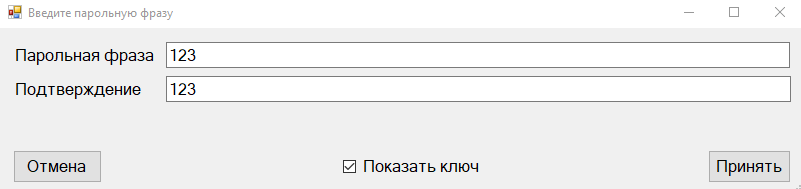 Введите парольную фразу
Парольная фраза 123
Подтверждение 123
Отмена Показать ключ Принять